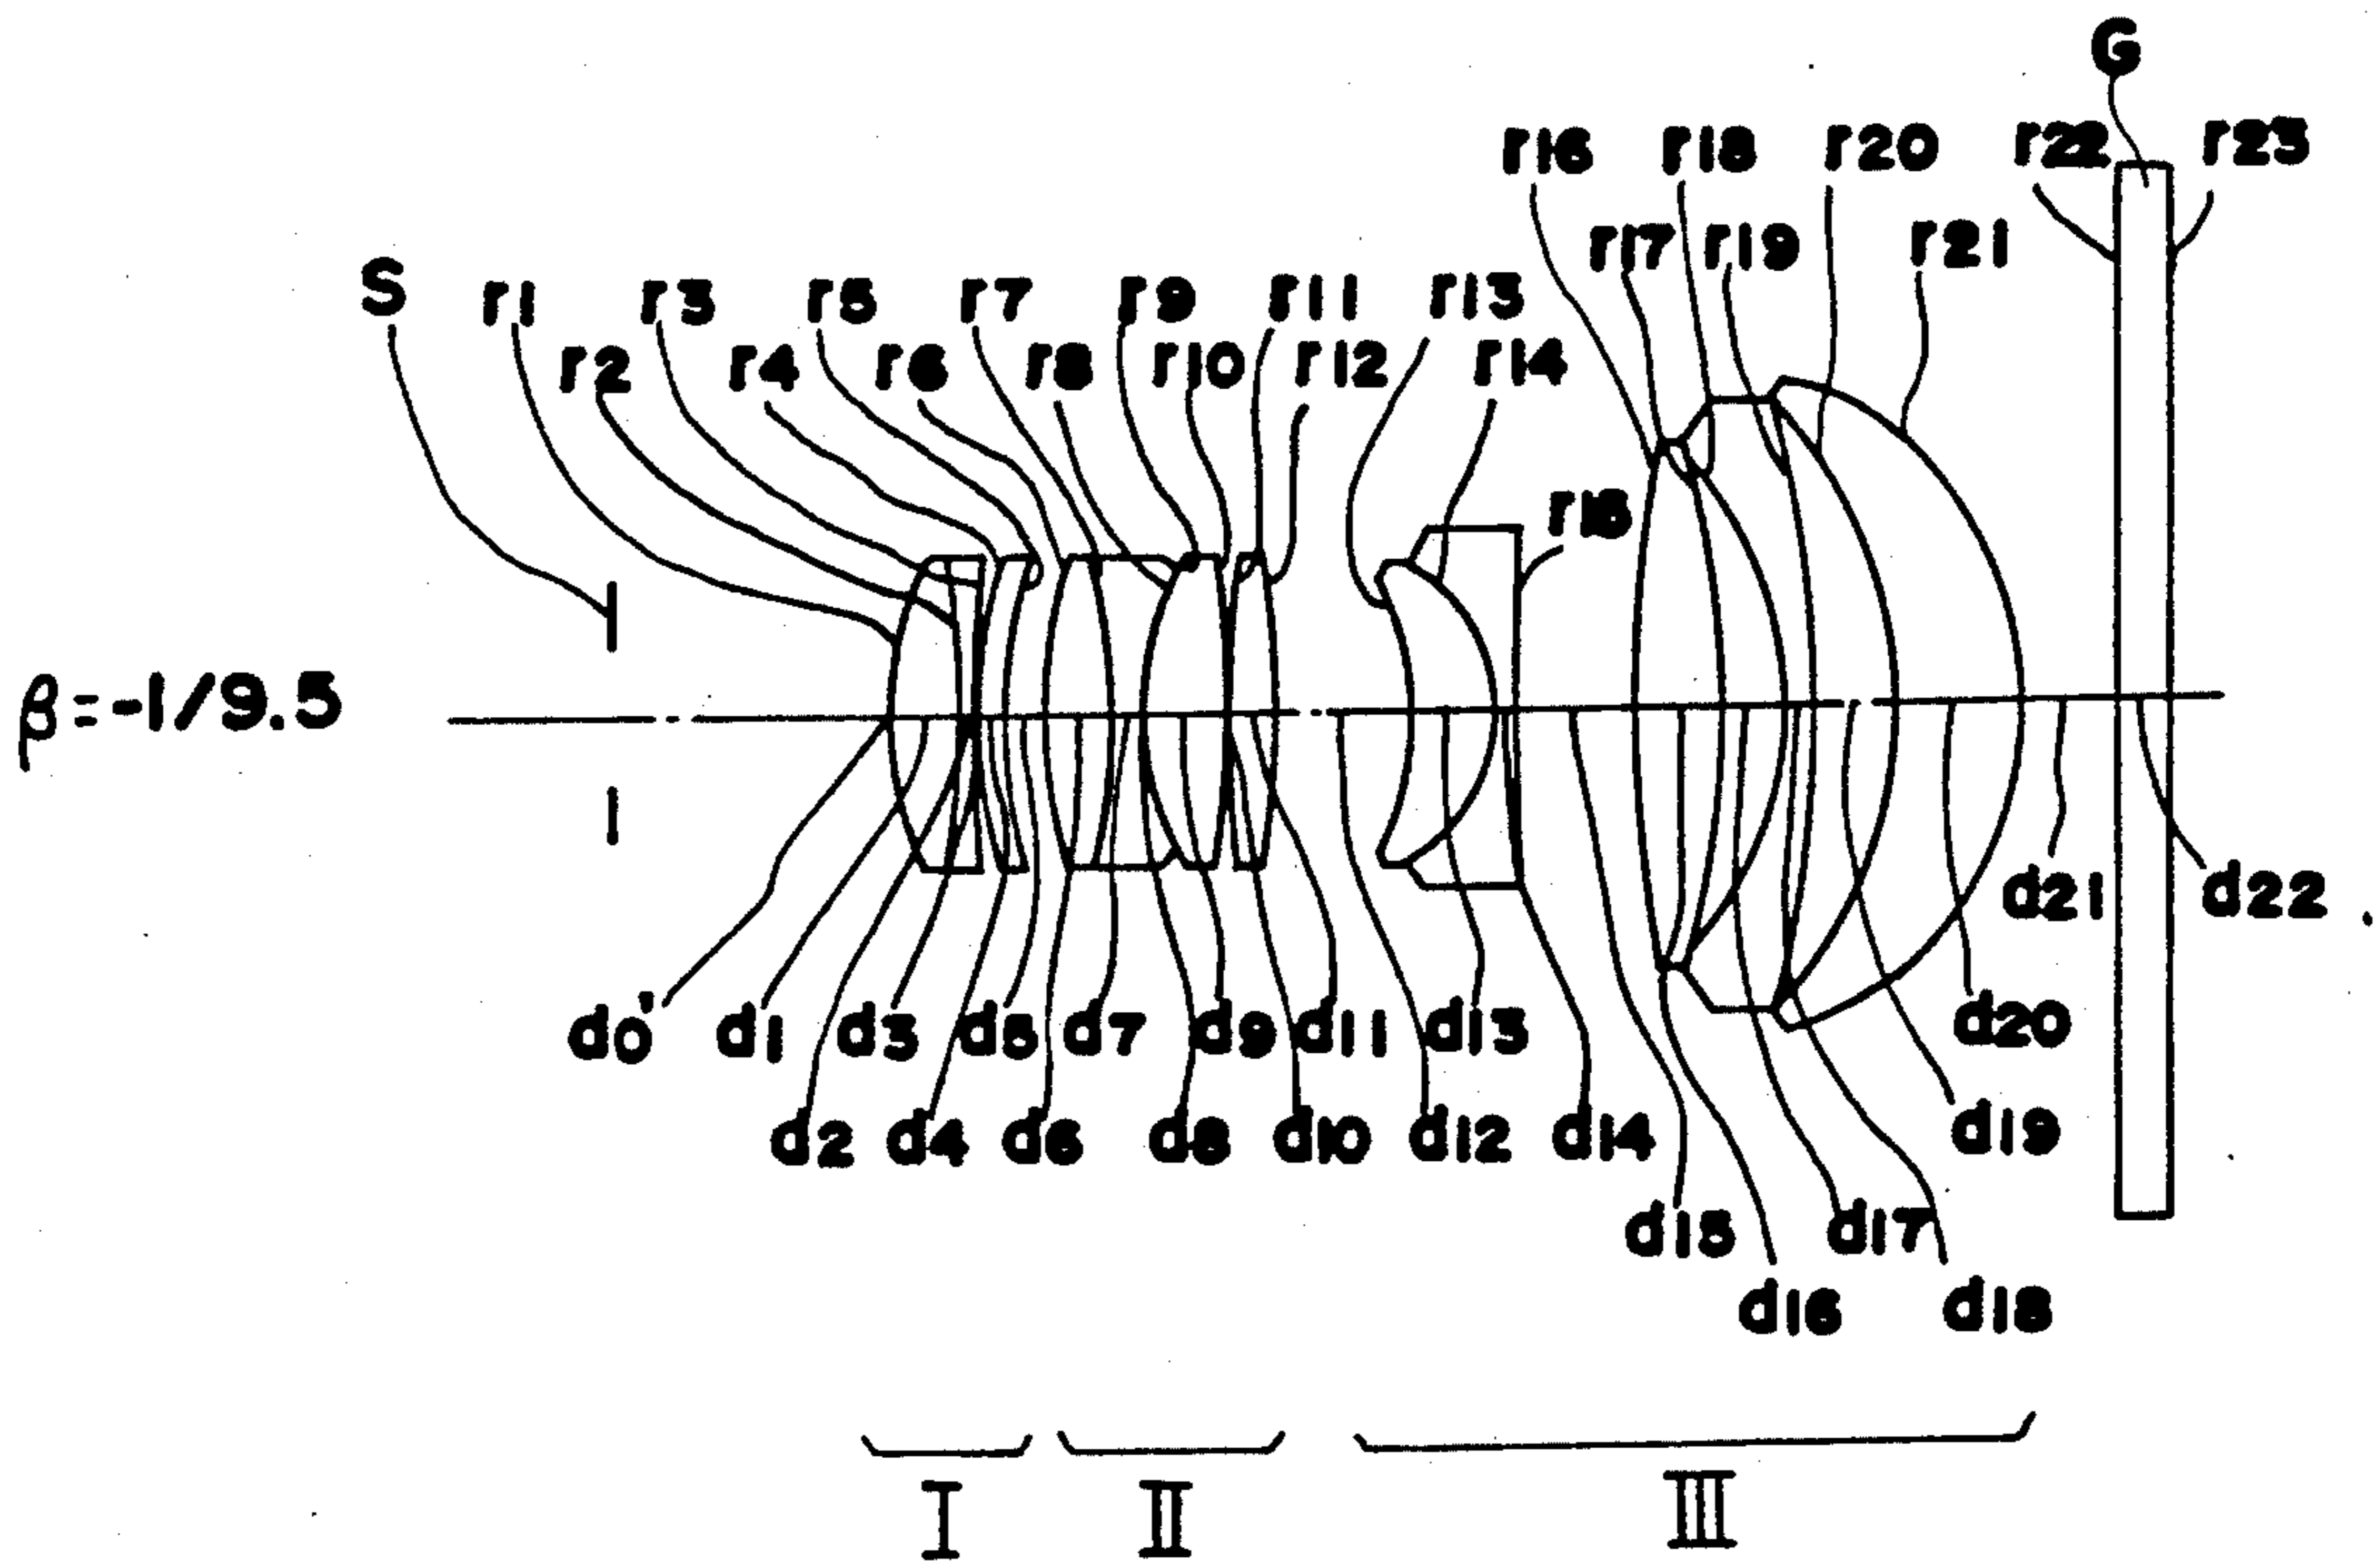 G
r16 r18 r20 r22 r23
r17 r19 r21
S r1 r3 r5 r7 r9 r11 r13
r2 r4 r6 r8 r10 r12 r14
r15
β=-1/9.5
d21 d22
d0' d1 d3 d5 d7 d9 d11 d13 d20
d2 d4 d6 d8 d10 d12 d14 d19
d15 d17
d16 d18
I II III